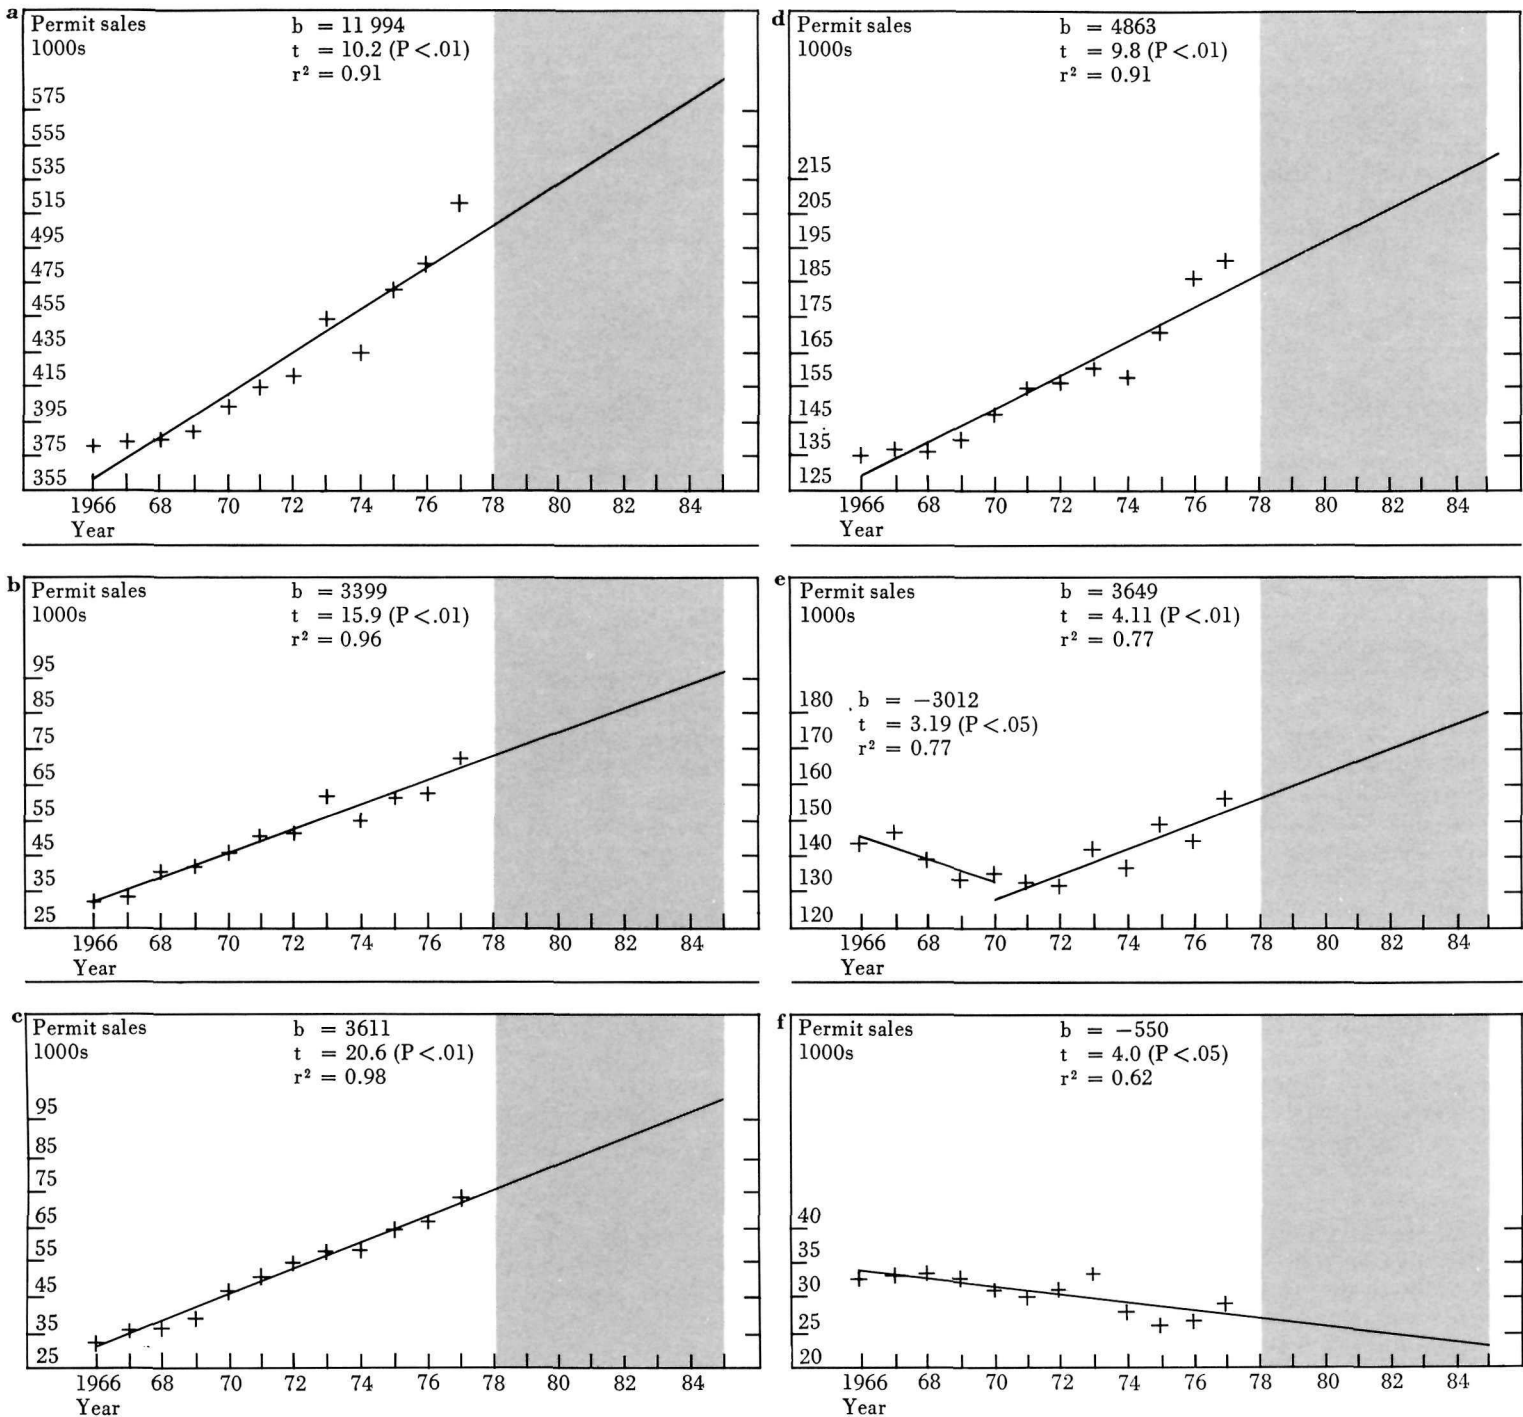 a
Permit sales
1000s
b = 11 994
t = 10.2 (P <.01)
r² = 0.91
575
555
535
515
495
475
455
435
415
395
375
355
1966 68 70 72 74 76 78 80 82 84
Year
b
Permit sales
1000s
b = 3399
t = 15.9 (P <.01)
r² = 0.96
95
85
75
65
55
45
35
25
1966 68 70 72 74 76 78 80 82 84
Year
c
Permit sales
1000s
b = 3611
t = 20.6 (P <.01)
r² = 0.98
95
85
75
65
55
45
35
25
1966 68 70 72 74 76 78 80 82 84
Year
d
Permit sales
1000s
b = 4863
t = 9.8 (P <.01)
r² = 0.91
215
205
195
185
175
165
155
145
135
125
1966 68 70 72 74 76 78 80 82 84
Year
e
Permit sales
1000s
b = 3649
t = 4.11 (P <.01)
r² = 0.77
b = −3012
t = 3.19 (P <.05)
r² = 0.77
180
170
160
150
140
130
120
1966 68 70 72 74 76 78 80 82 84
Year
f
Permit sales
1000s
b = −550
t = 4.0 (P <.05)
r² = 0.62
40
35
30
25
20
1966 68 70 72 74 76 78 80 82 84
Year